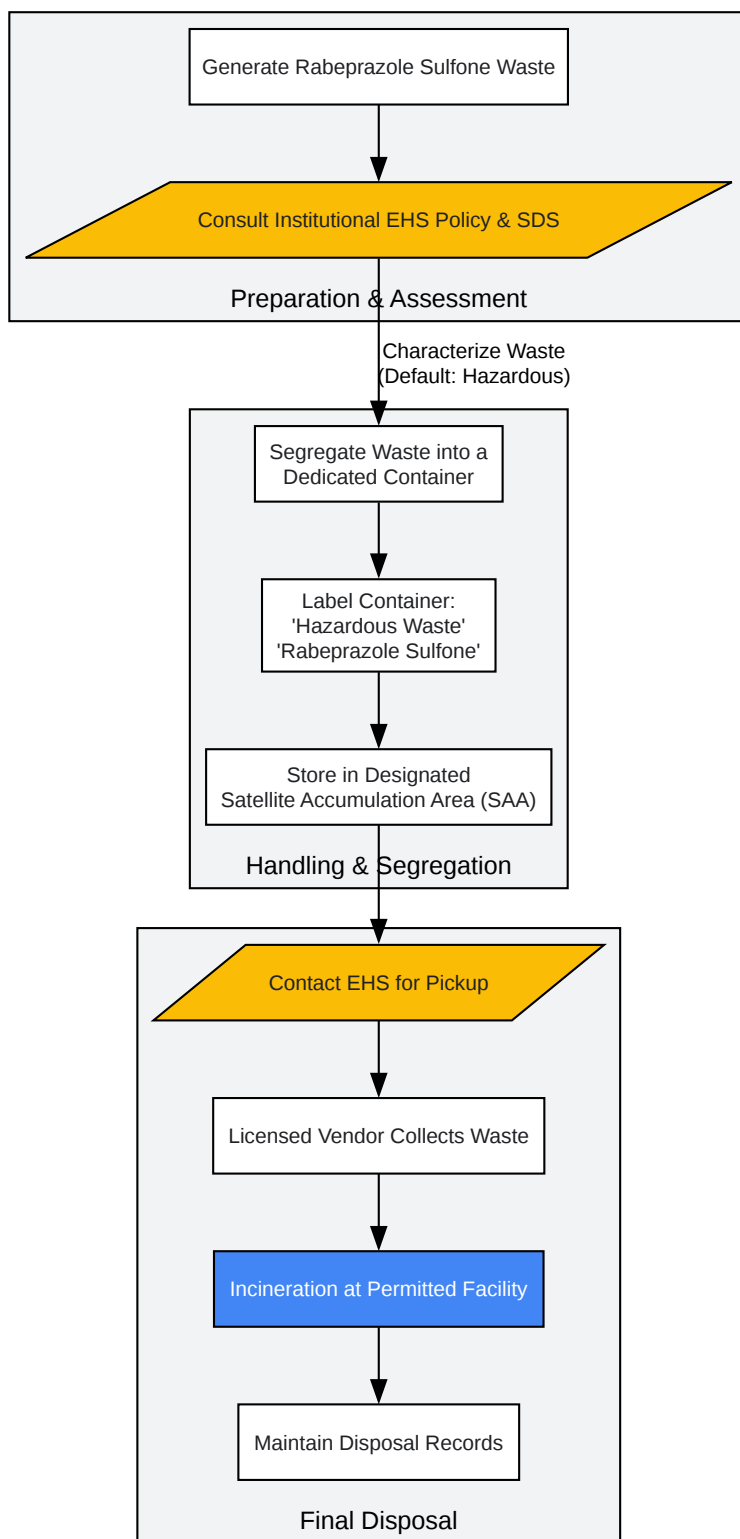 Generate Rabeprazole Sulfone Waste
Consult Institutional EHS Policy & SDS
Preparation & Assessment
Characterize Waste
(Default: Hazardous)
Segregate Waste into a
Dedicated Container
Label Container:
'Hazardous Waste'
'Rabeprazole Sulfone'
Store in Designated
Satellite Accumulation Area (SAA)
Handling & Segregation
Contact EHS for Pickup
Licensed Vendor Collects Waste
Incineration at Permitted Facility
Maintain Disposal Records
Final Disposal